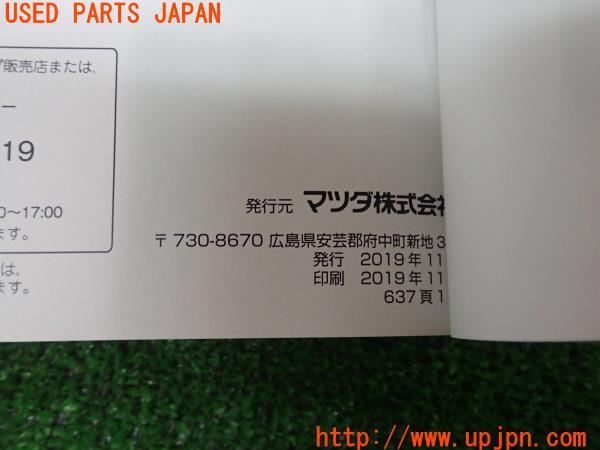 USED PARTS JAPAN
販売店または、
ー
19
0〜17:00
ます。
は、
ます。
発行元 マツダ株式会社
〒730-8670 広島県安芸郡府中町新地3
発行 2019年11
印刷 2019年11
637頁1
http://www.upjpn.com/